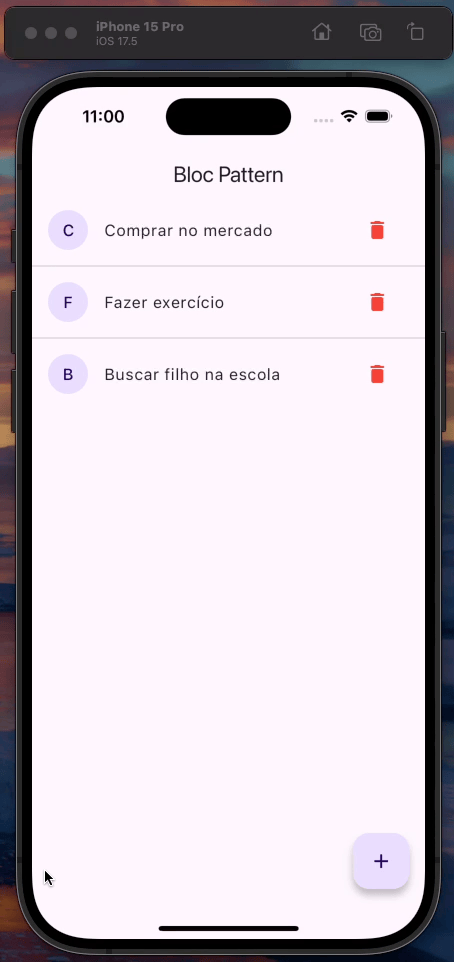 iPhone 15 Pro
iOS 17.5
11:00
Bloc Pattern
C Comprar no mercado
F Fazer exercício
B Buscar filho na escola
+